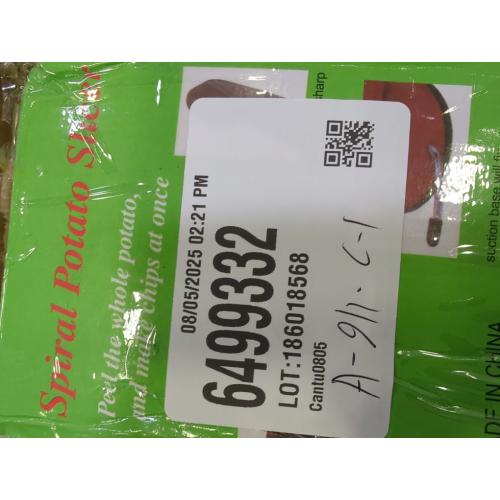 Spiral Potato Slicer
Peel the whole potato,
and make chips at once
08/05/2025 02:21 PM
6499332
LOT:186018568
Cantu0805
A-911-C-1
sharp
suction base will
DE IN CHINA